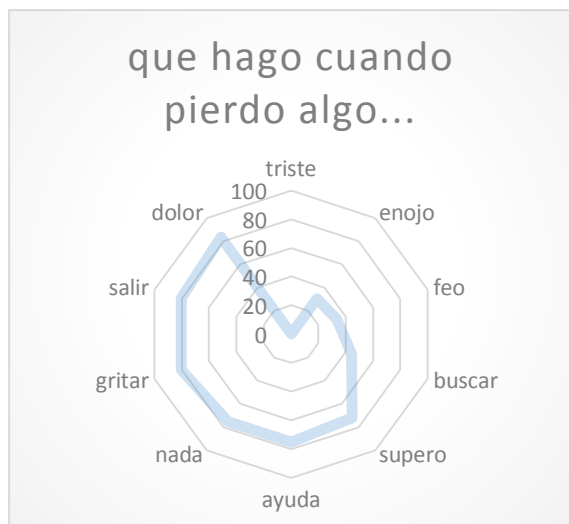 que hago cuando
pierdo algo...
triste
enojo
feo
buscar
supero
ayuda
nada
gritar
salir
dolor
100
80
60
40
20
0